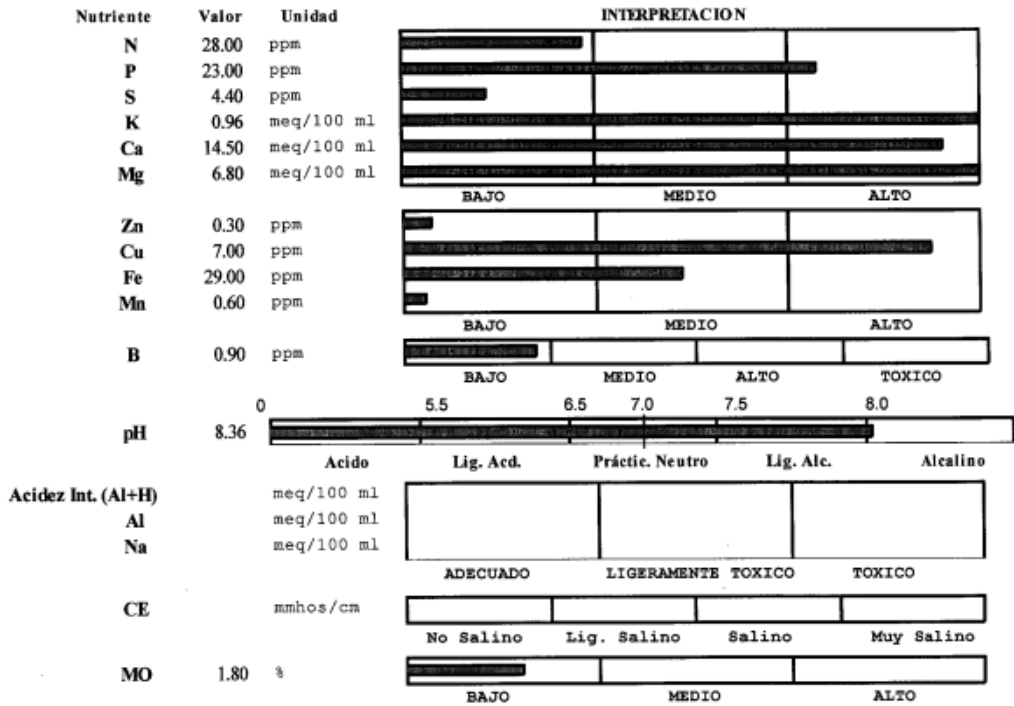 Nutriente Valor Unidad INTERPRETACION
N 28.00 ppm
P 23.00 ppm
S 4.40 ppm
K 0.96 meq/100 ml
Ca 14.50 meq/100 ml
Mg 6.80 meq/100 ml
BAJO MEDIO ALTO
Zn 0.30 ppm
Cu 7.00 ppm
Fe 29.00 ppm
Mn 0.60 ppm
BAJO MEDIO ALTO
B 0.90 ppm
BAJO MEDIO ALTO TOXICO
0 5.5 6.5 7.0 7.5 8.0
pH 8.36
Acido Lig. Acd. Práctic. Neutro Lig. Alc. Alcalino
Acidez Int. (Al+H) meq/100 ml
Al meq/100 ml
Na meq/100 ml
ADECUADO LIGERAMENTE TOXICO TOXICO
CE mmhos/cm
No Salino Lig. Salino Salino Muy Salino
MO 1.80 %
BAJO MEDIO ALTO